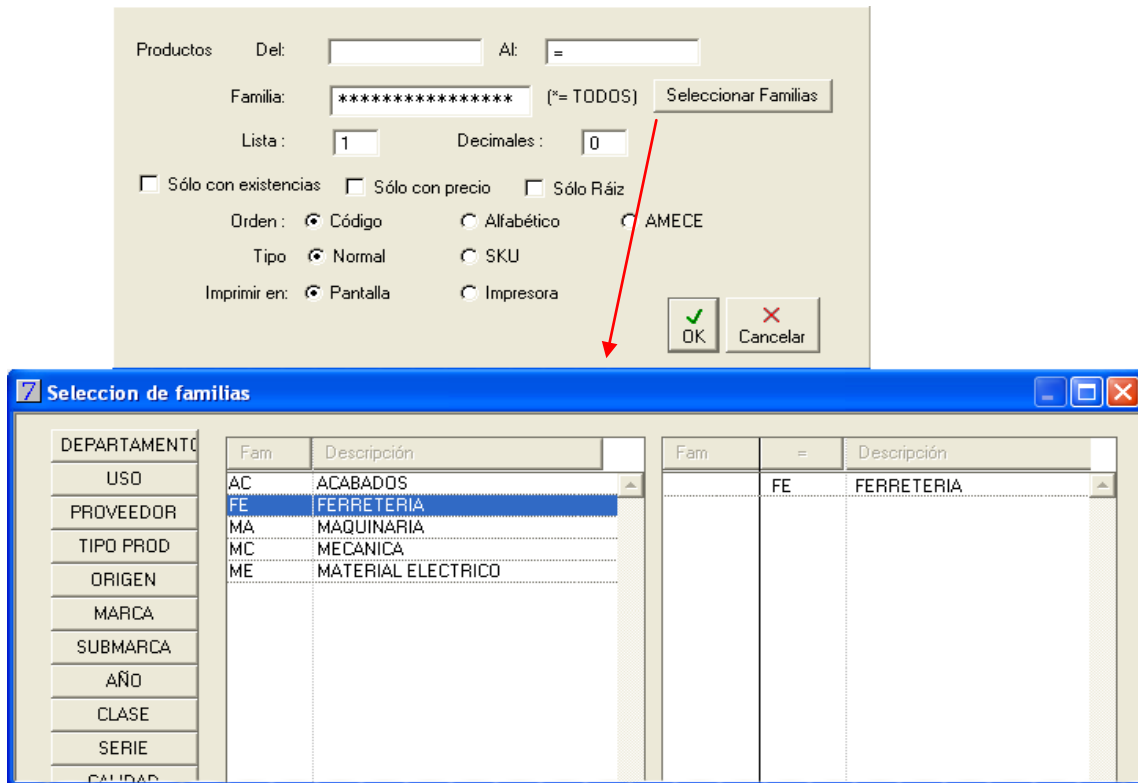 Productos Del: Al: =
Familia: **************** (*= TODOS) Seleccionar Familias
Lista : 1 Decimales : 0
Sólo con existencias Sólo con precio Sólo Ráiz
Orden : Código Alfabético AMECE
Tipo Normal SKU
Imprimir en: Pantalla Impresora
OK Cancelar
7 Seleccion de familias
DEPARTAMENTO
USO
PROVEEDOR
TIPO PROD
ORIGEN
MARCA
SUBMARCA
AÑO
CLASE
SERIE
CALIDAD
Fam Descripción
AC ACABADOS
FE FERRETERIA
MA MAQUINARIA
MC MECANICA
ME MATERIAL ELECTRICO
Fam = Descripción
FE FERRETERIA